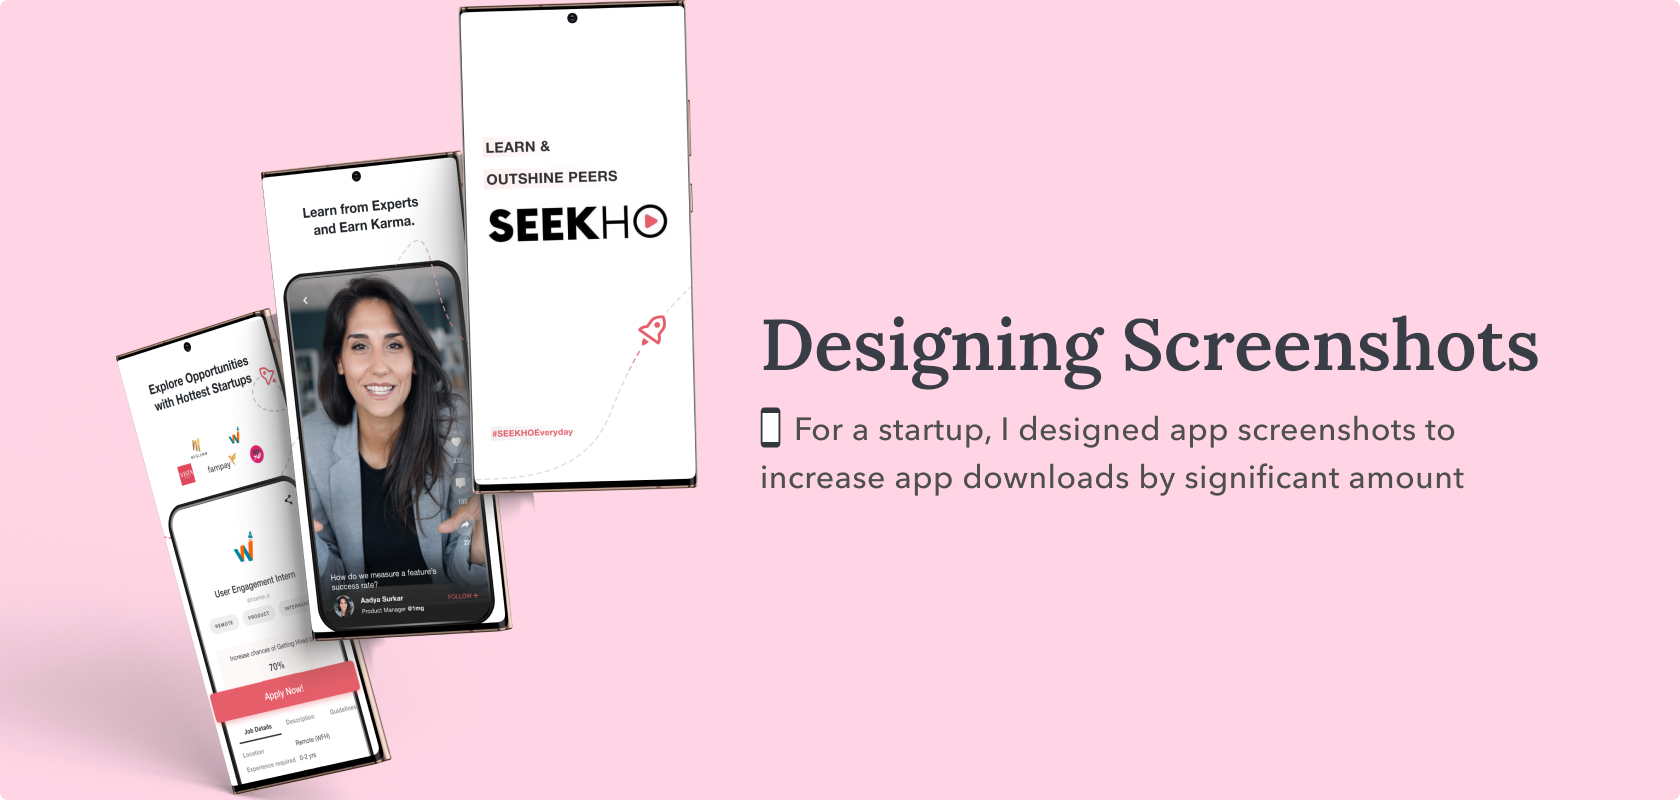 LEARN &
OUTSHINE PEERS
SEEKHO
#SEEKHOEveryday
Learn from Experts
and Earn Karma.
132
22
How do we measure a feature's
success rate?
Aadya Surkar
Product Manager @1mg
FOLLOW +
Explore Opportunities
with Hottest Startups
fampay
User Engagement Intern
REMOTE
PRODUCT
Increase chances of Getting Hired
70%
Apply Now!
Job Details
Description
Guidelines
Location
Remote (WFH)
Experience required
0-2 yrs
Designing Screenshots
For a startup, I designed app screenshots to
increase app downloads by significant amount